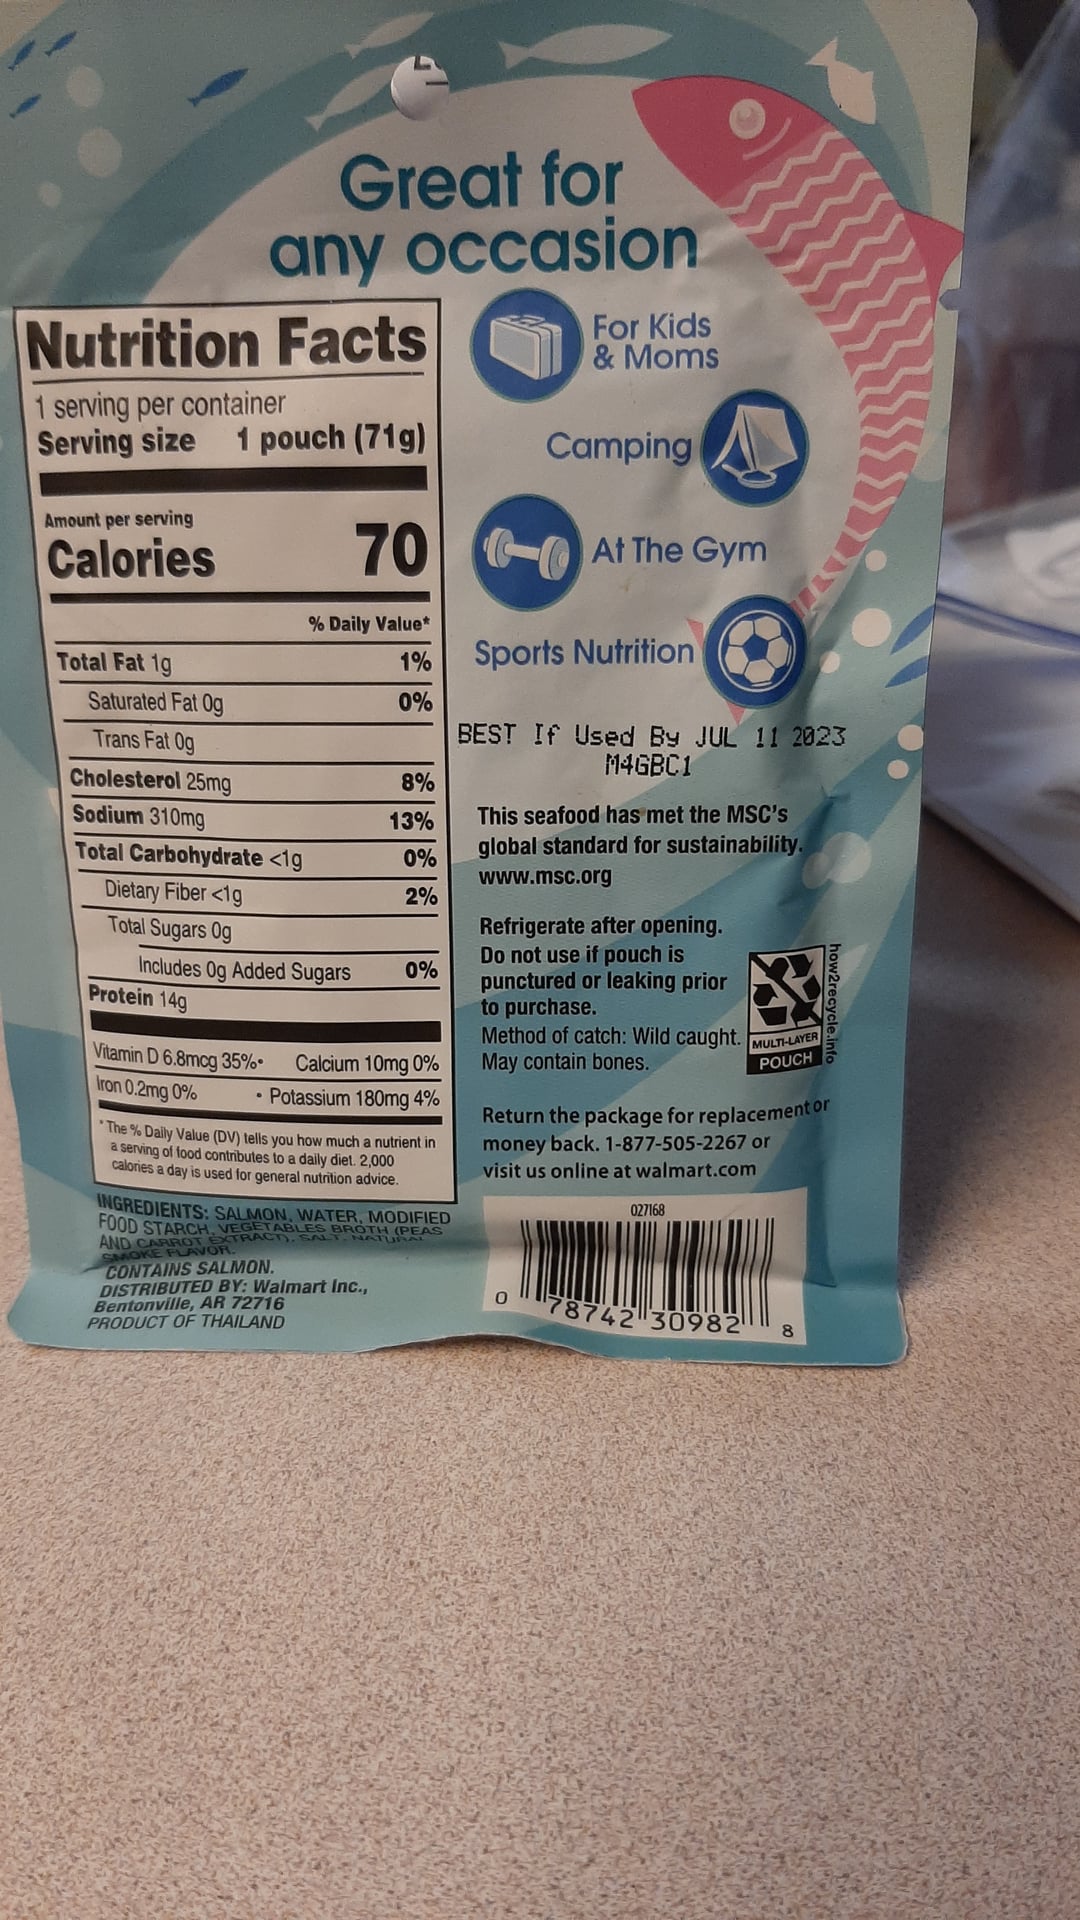 Great for
any occasion
Nutrition Facts
1 serving per container
Serving size 1 pouch (71g)
Amount per serving
Calories 70
% Daily Value*
Total Fat 1g 1%
Saturated Fat 0g 0%
Trans Fat 0g
Cholesterol 25mg 8%
Sodium 310mg 13%
Total Carbohydrate <1g 0%
Dietary Fiber <1g 2%
Total Sugars 0g
Includes 0g Added Sugars 0%
Protein 14g
Vitamin D 6.8mcg 35% • Calcium 10mg 0%
Iron 0.2mg 0% • Potassium 180mg 4%
* The % Daily Value (DV) tells you how much a nutrient in
a serving of food contributes to a daily diet. 2,000
calories a day is used for general nutrition advice.
INGREDIENTS: SALMON, WATER, MODIFIED
FOOD STARCH, VEGETABLES BROTH (PEAS
AND CARROT EXTRACT), SALT, NATURAL
SMOKE FLAVOR.
CONTAINS SALMON.
DISTRIBUTED BY: Walmart Inc.,
Bentonville, AR 72716
PRODUCT OF THAILAND
For Kids
& Moms
Camping
At The Gym
Sports Nutrition
BEST If Used By JUL 11 2023
M4GBC1
This seafood has met the MSC's
global standard for sustainability.
www.msc.org
Refrigerate after opening.
Do not use if pouch is
punctured or leaking prior
to purchase.
Method of catch: Wild caught.
May contain bones.
MULTI-LAYER
POUCH
how2recycle.info
Return the package for replacement or
money back. 1-877-505-2267 or
visit us online at walmart.com
027168
0 78742 30982 8